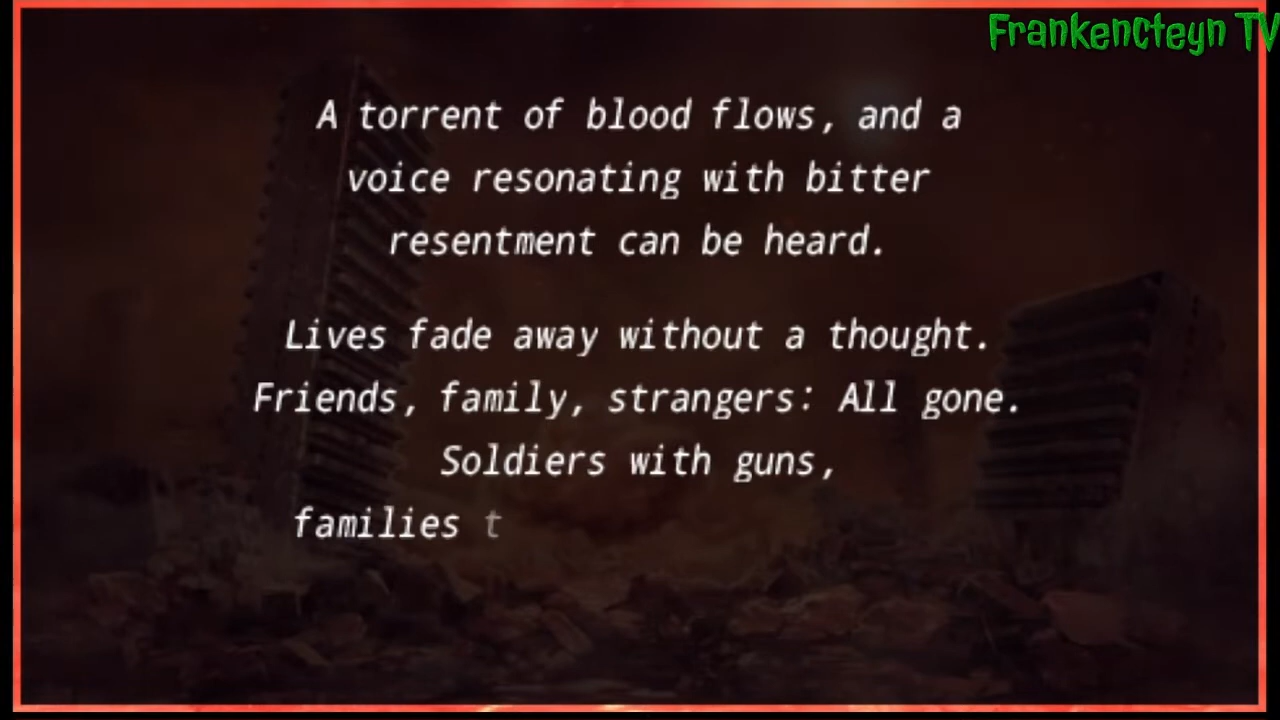 FrankenCteyn TV
A torrent of blood flows, and a
voice resonating with bitter
resentment can be heard.
Lives fade away without a thought.
Friends, family, strangers: All gone.
Soldiers with guns,
families t